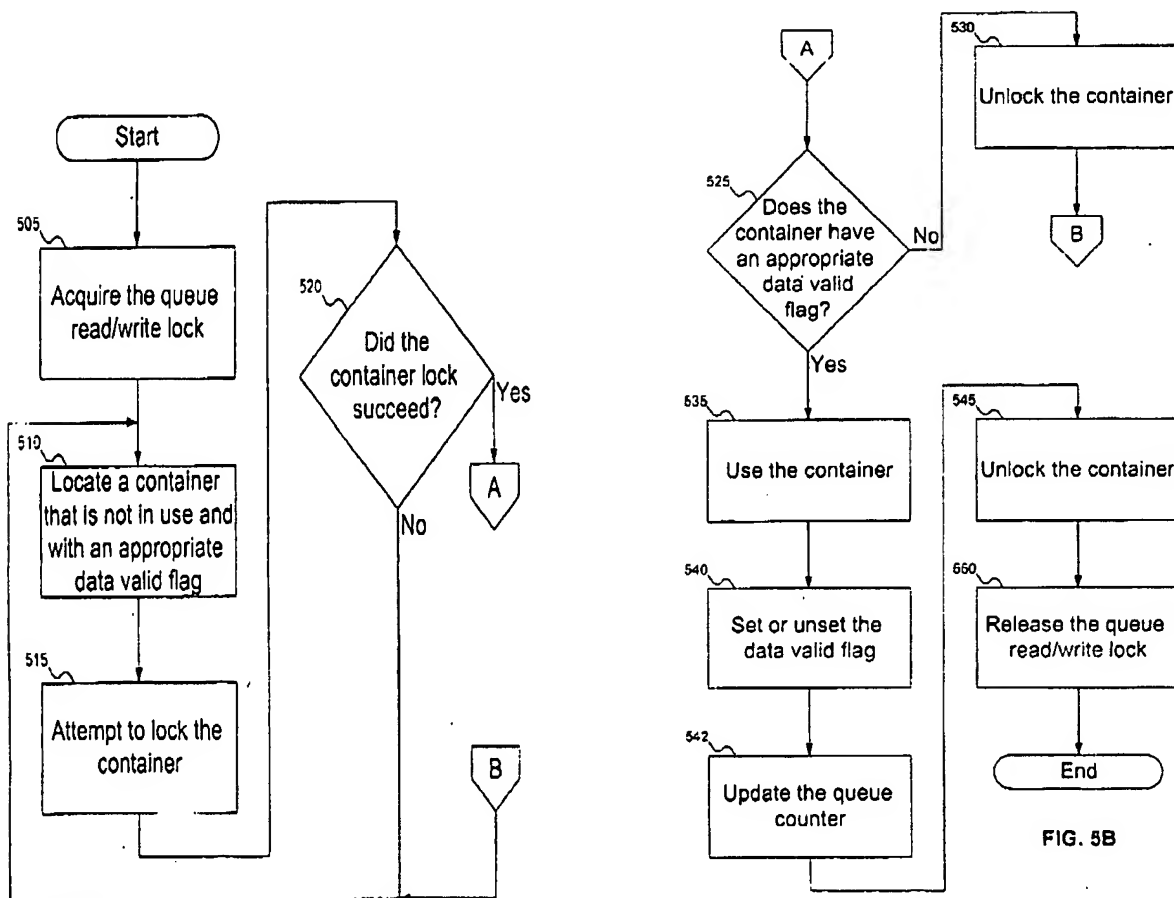 Start
505
Acquire the queue
read/write lock
510
Locate a container
that is not in use and
with an appropriate
data valid flag
515
Attempt to lock the
container
520
Did the
container lock
succeed?
Yes
A
No
B
A
525
Does the
container have
an appropriate
data valid
flag?
No
530
Unlock the container
B
Yes
535
Use the container
540
Set or unset the
data valid flag
542
Update the queue
counter
545
Unlock the container
560
Release the queue
read/write lock
End
FIG. 5B